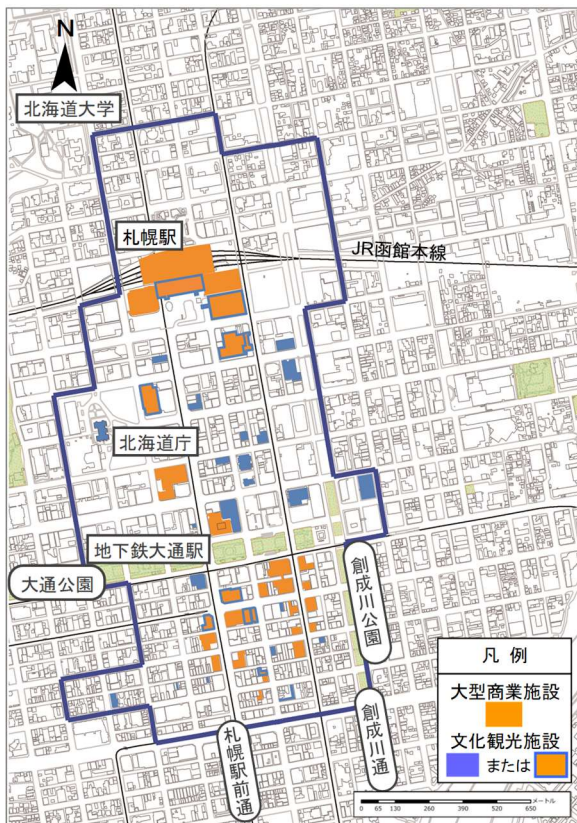 N
北海道大学
札幌駅
JR函館本線
北海道庁
地下鉄大通駅
大通公園
創成川公園
札幌駅前通
創成川通
凡 例
大型商業施設
文化観光施設
または
メートル
0 65 130 260 390 520 650